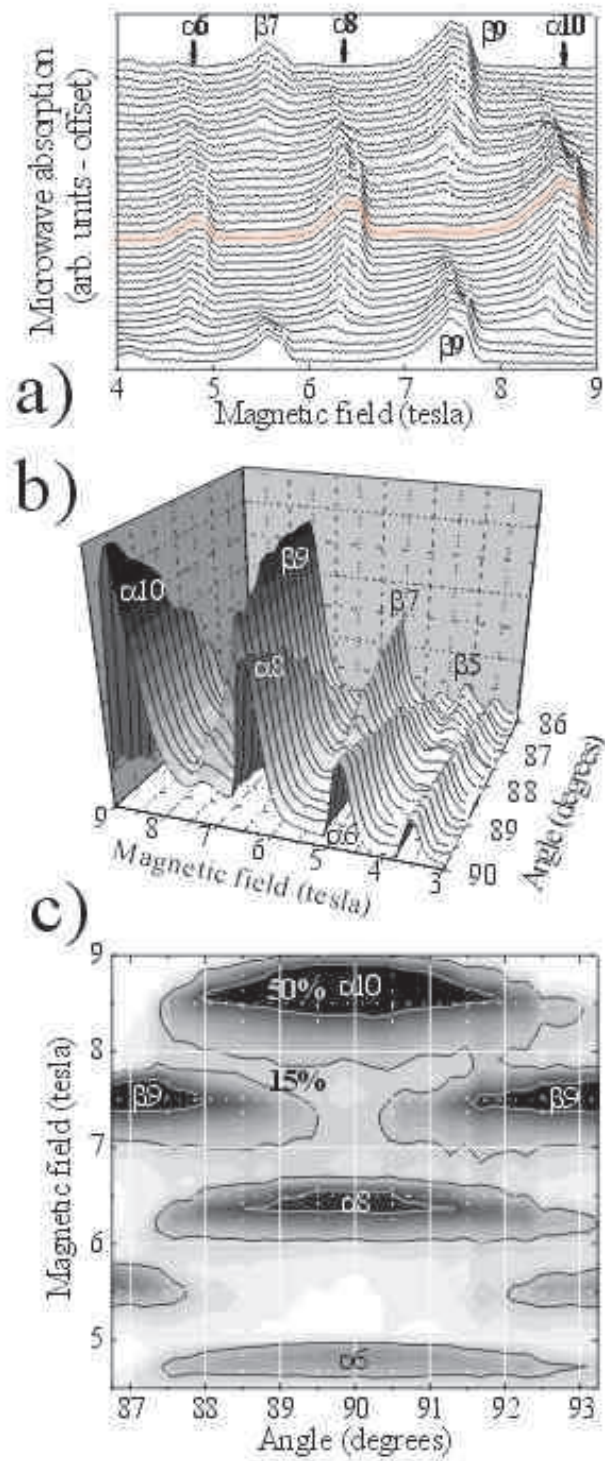 α6 β7 α8 β9 α10
Microwave absorption
(arb. units - offset)
β9
4 5 6 7 8 9
a)
Magnetic field (tesla)
b)
α10
β9
α8
β7
β5
α6
86
87
88
89
90
Angle (degrees)
9 8 7 6 5 4 3
Magnetic field (tesla)
c)
9
50% α10
8
15%
β9 β9
7
α8
6
5
α6
Magnetic field (tesla)
87 88 89 90 91 92 93
Angle (degrees)